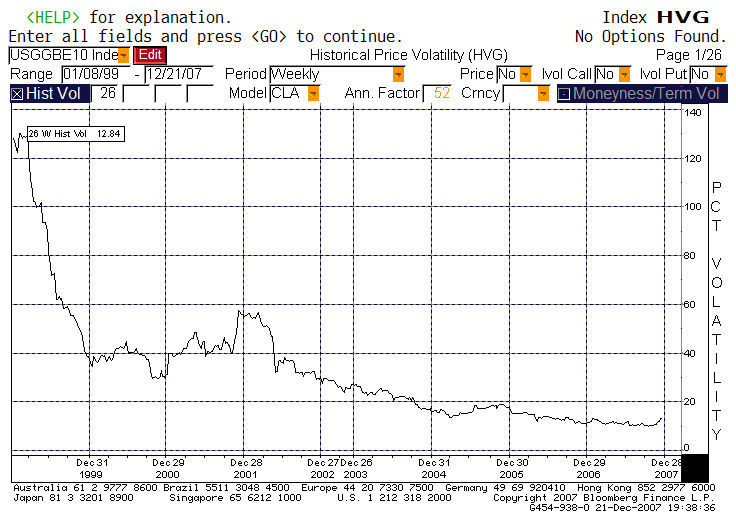 <HELP> for explanation. Index HVG
Enter all fields and press <GO> to continue. No Options Found.
USGGBE10 Inde Edit Historical Price Volatility (HVG) Page 1/26
Range 01/08/99 - 12/21/07 Period Weekly Price No Ivol Call No Ivol Put No
Hist Vol 26 Model CLA Ann. Factor 52 Crncy Moneyness/Term Vol
26 W Hist Vol 12.84
140
120
100
80
60
40
20
0
PCT VOLATILITY
Dec 31 Dec 29 Dec 28 Dec 27 Dec 26 Dec 31 Dec 30 Dec 29 Dec 28
1999 2000 2001 2002 2003 2004 2005 2006 2007
Australia 61 2 9777 8600 Brazil 5511 3048 4500 Europe 44 20 7330 7500 Germany 49 69 920410 Hong Kong 852 2977 6000
Japan 81 3 3201 8900 Singapore 65 6212 1000 U.S. 1 212 318 2000 Copyright 2007 Bloomberg Finance L.P.
G454-938-0 21-Dec-2007 19:38:36